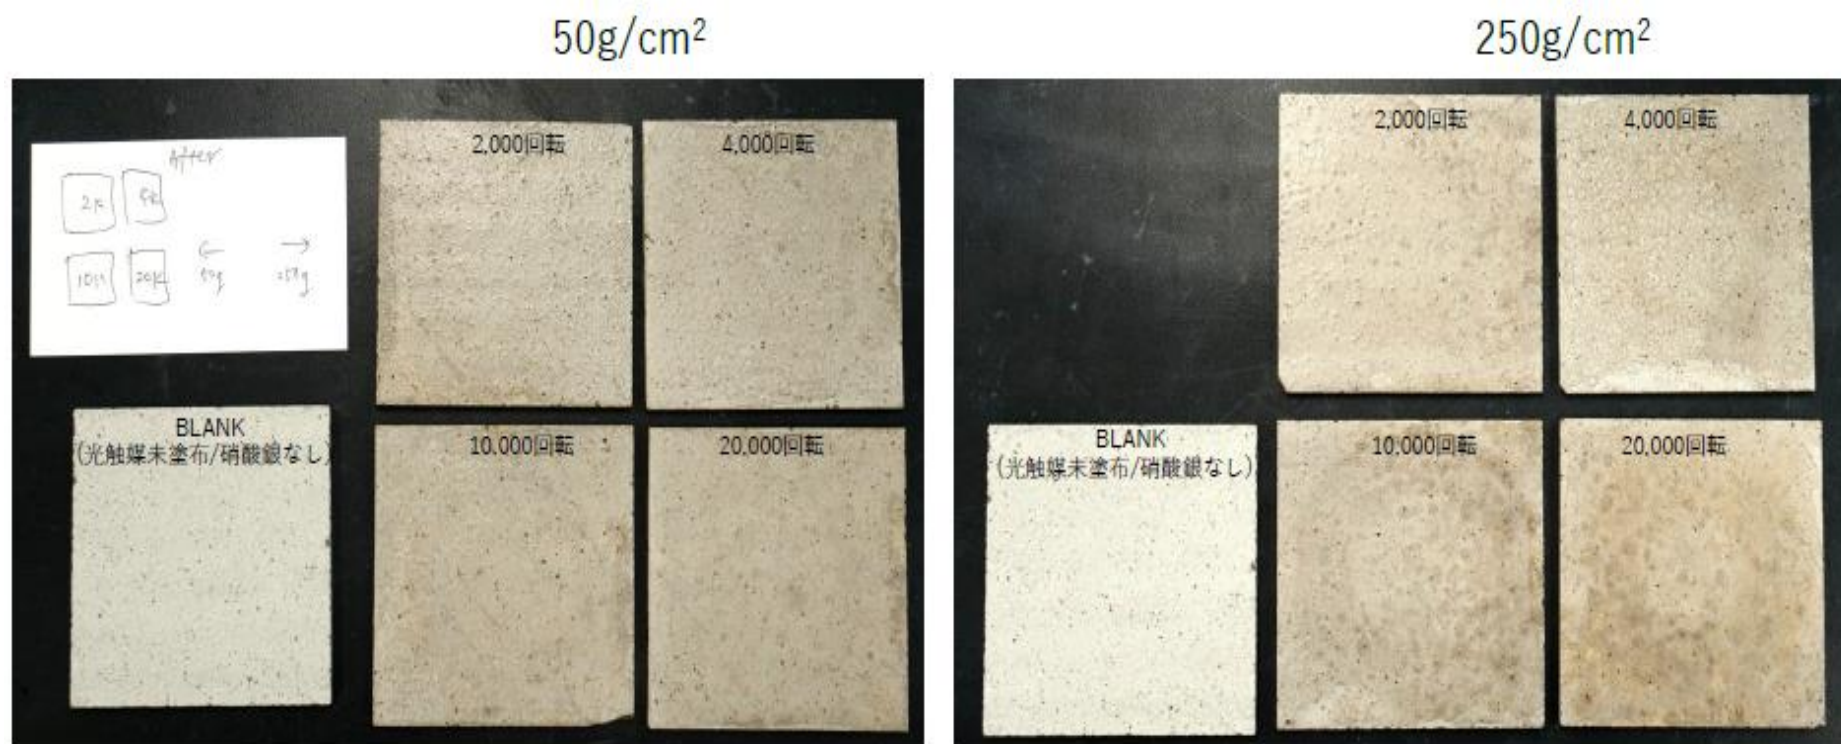 50g/cm²
250g/cm²
After
2K
10K
20K
50g
250g
2,000回転
4,000回転
BLANK
(光触媒未塗布/硝酸銀なし)
10,000回転
20,000回転
2,000回転
4,000回転
BLANK
(光触媒未塗布/硝酸銀なし)
10,000回転
20,000回転